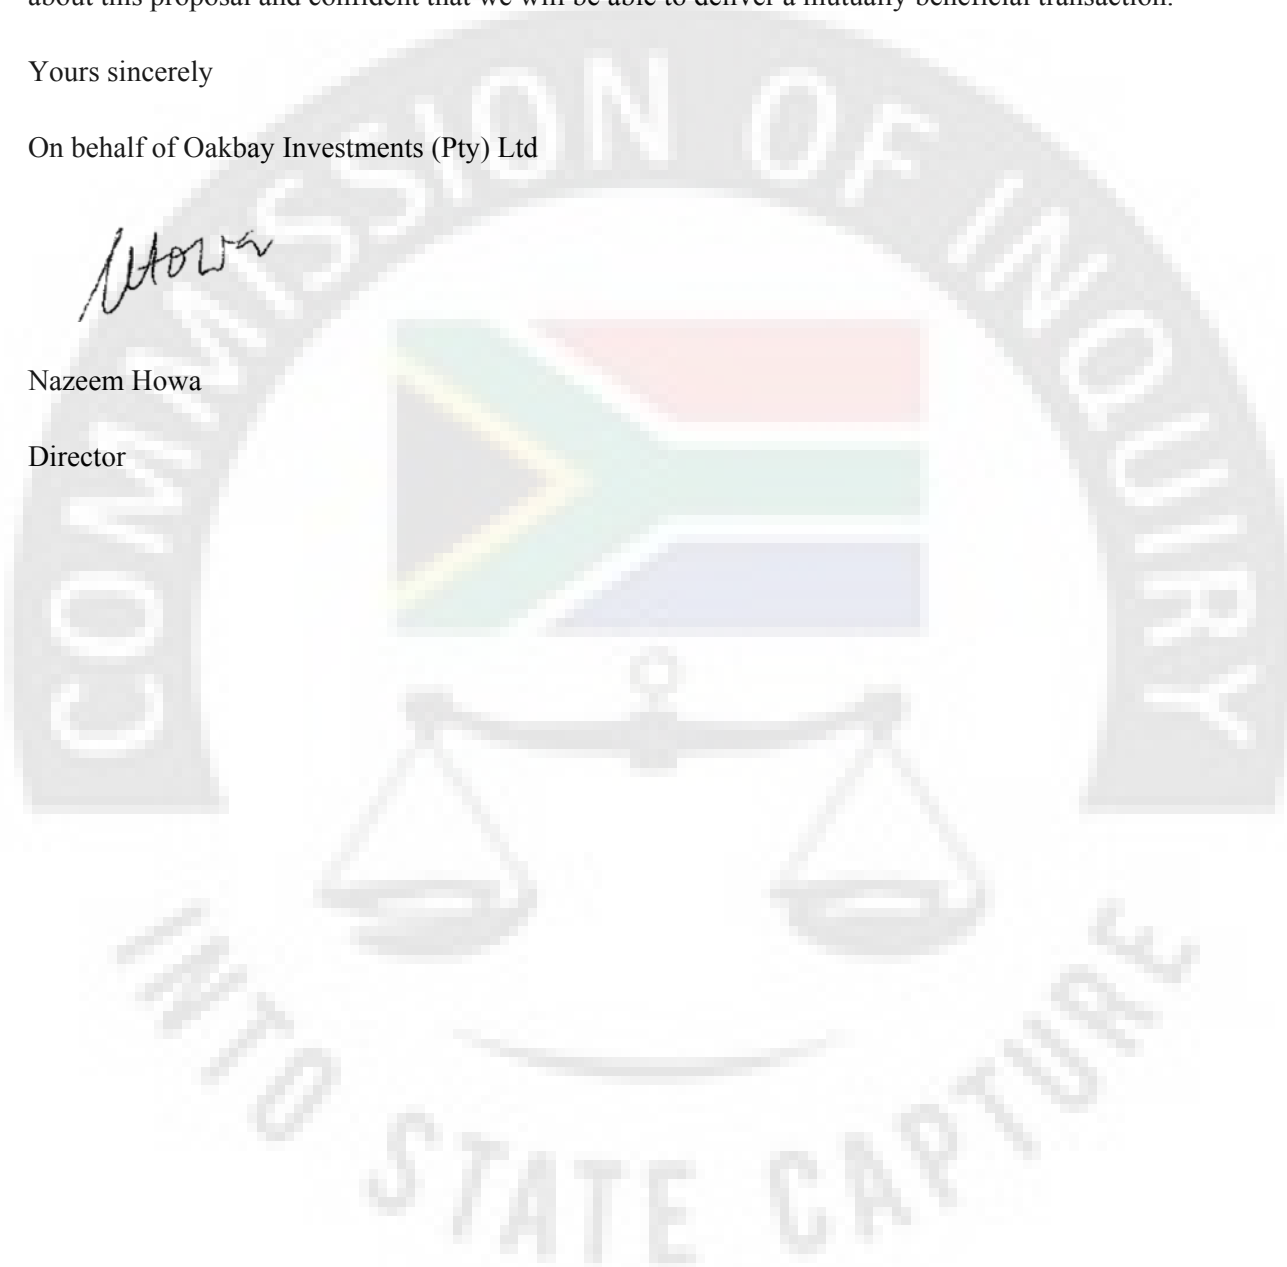 about this proposal and confident that we will be able to deliver a mutually beneficial transaction.
Yours sincerely
On behalf of Oakbay Investments (Pty) Ltd
NHowa
Nazeem Howa
Director
COMMISSION OF INQUIRY
INTO STATE CAPTURE